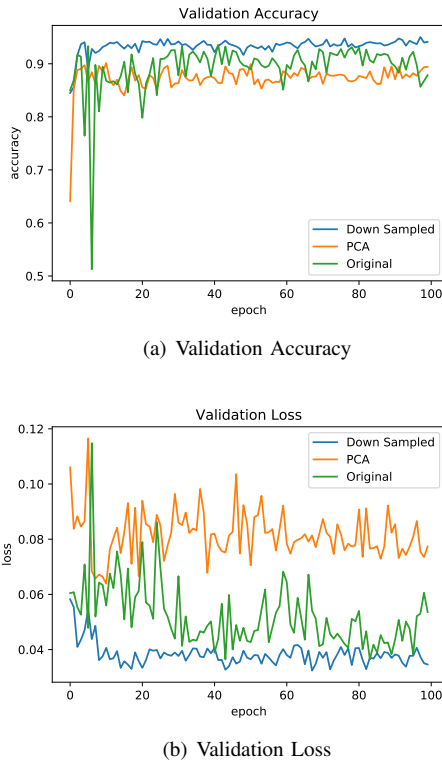 Validation Accuracy
0.9
0.8
0.7
0.6
0.5
accuracy
Down Sampled
PCA
Original
0 20 40 60 80 100
epoch
(a) Validation Accuracy
Validation Loss
0.12
0.10
0.08
0.06
0.04
loss
Down Sampled
PCA
Original
0 20 40 60 80 100
epoch
(b) Validation Loss